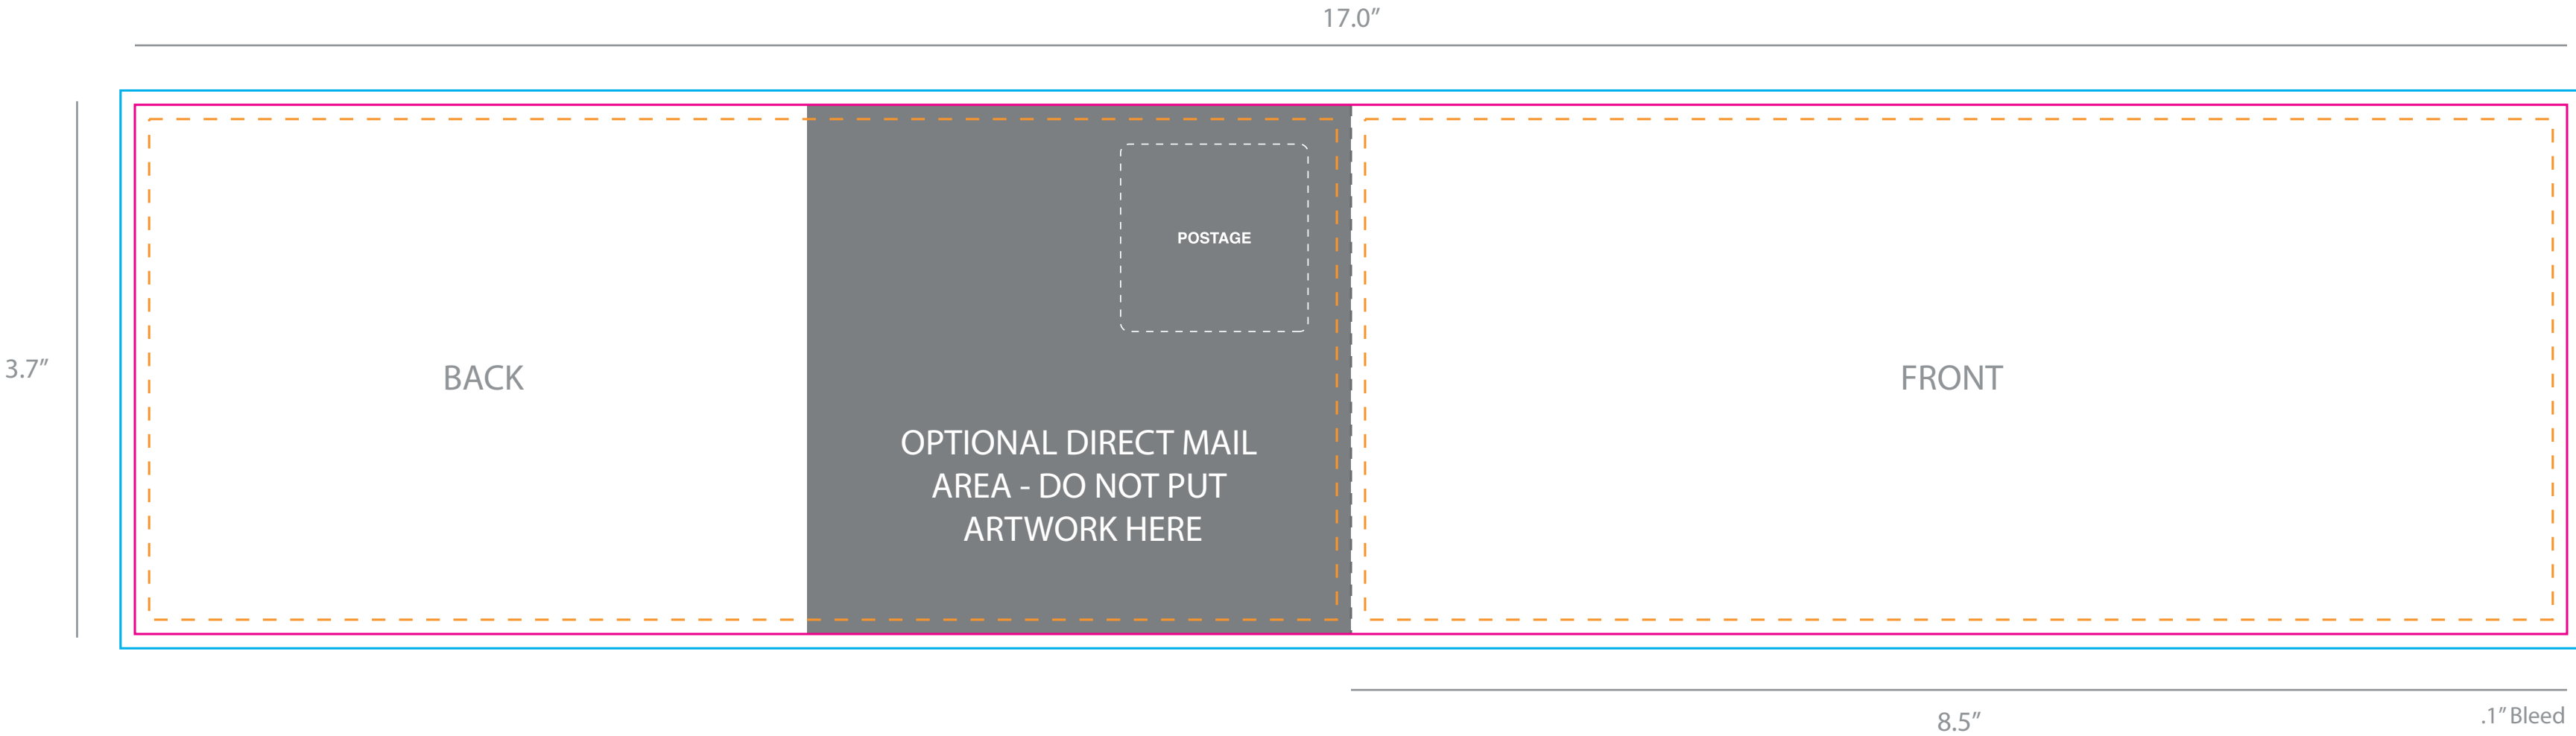 17.0”
3.7”
BACK
POSTAGE
OPTIONAL DIRECT MAIL
AREA - DO NOT PUT
ARTWORK HERE
FRONT
8.5”
.1” Bleed